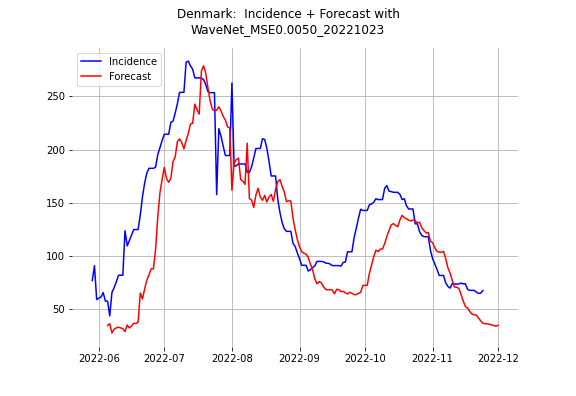 Denmark:  Incidence + Forecast with
WaveNet_MSE0.0050_20221023
Incidence
Forecast
250
200
150
100
50
2022-06 2022-07 2022-08 2022-09 2022-10 2022-11 2022-12